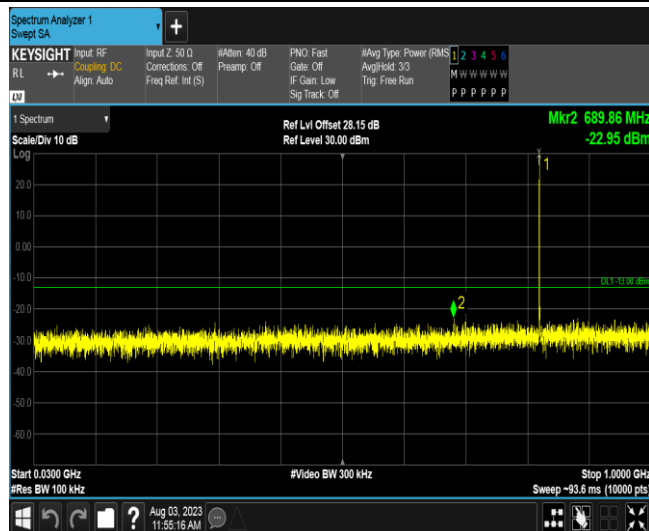 Spectrum Analyzer 1
Swept SA
+
KEYSIGHT
RL
Input: RF
Coupling: DC
Align: Auto
Input Z: 50 Ω
Corrections: Off
Freq Ref: Int (S)
#Atten: 40 dB
Preamp: Off
PNO: Fast
Gate: Off
IF Gain: Low
Sig Track: Off
#Avg Type: Power (RMS
Avg|Hold: 3/3
Trig: Free Run
1 2 3 4 5 6
M W W W W W
P P P P P P
LXI
1 Spectrum
Scale/Div 10 dB
Ref Lvl Offset 28.15 dB
Ref Level 30.00 dBm
Mkr2 689.86 MHz
-22.95 dBm
Log
1
20.0
10.0
0.00
-10.0
DL1 -13.00 dBm
-20.0
2
-30.0
-40.0
-50.0
-60.0
Start 0.0300 GHz
#Res BW 100 kHz
#Video BW 300 kHz
Stop 1.0000 GHz
Sweep ~93.6 ms (10000 pts)
?
Aug 03, 2023
11:55:16 AM